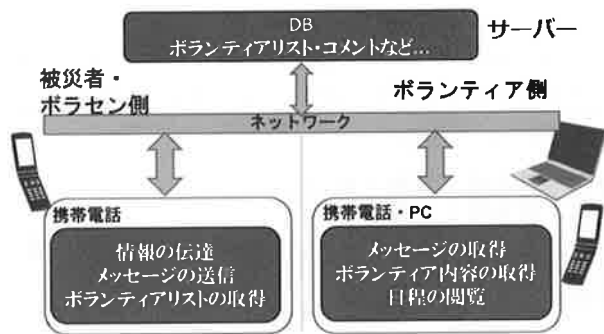 DB
ボランティアリスト・コメントなど…
サーバー
被災者・
ボラセン側
ボランティア側
ネットワーク
携帯電話
情報の伝達
メッセージの送信
ボランティアリストの取得
携帯電話・PC
メッセージの取得
ボランティア内容の取得
日程の閲覧